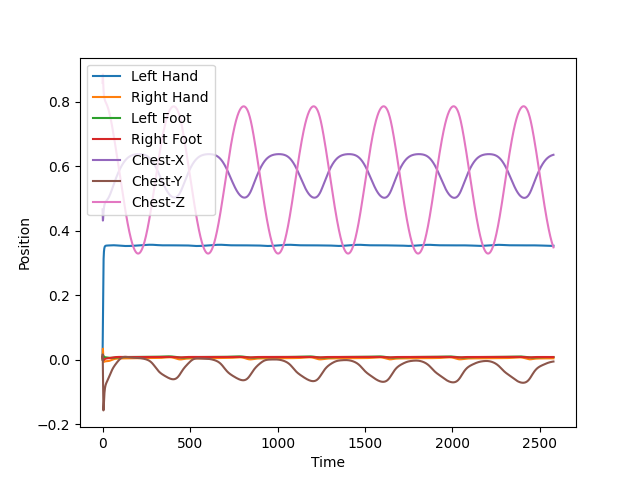 Left Hand
Right Hand
Left Foot
Right Foot
Chest-X
Chest-Y
Chest-Z
0.8
0.6
0.4
0.2
0.0
−0.2
Position
0 500 1000 1500 2000 2500
Time